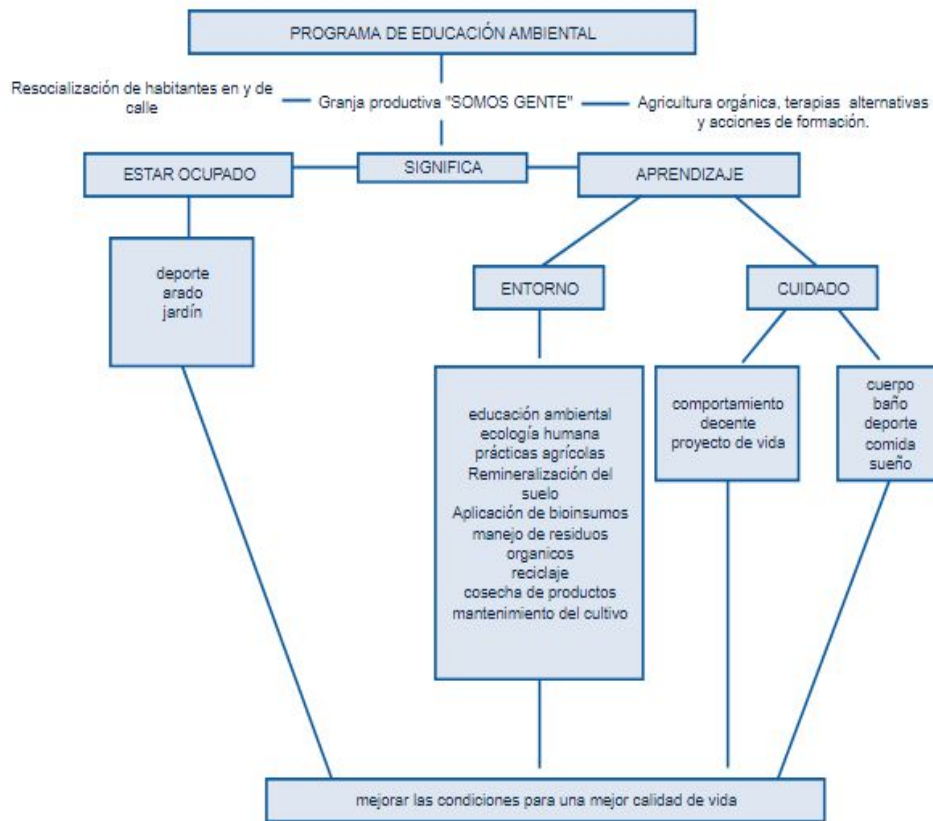 PROGRAMA DE EDUCACIÓN AMBIENTAL
Resocialización de habitantes en y de
calle
Granja productiva "SOMOS GENTE"
Agricultura orgánica, terapias alternativas
y acciones de formación.
ESTAR OCUPADO
SIGNIFICA
APRENDIZAJE
deporte
arado
jardín
ENTORNO
CUIDADO
educación ambiental
ecología humana
prácticas agrícolas
Remineralización del
suelo
Aplicación de bioinsumos
manejo de residuos
organicos
reciclaje
cosecha de productos
mantenimiento del cultivo
comportamiento
decente
proyecto de vida
cuerpo
baño
deporte
comida
sueño
mejorar las condiciones para una mejor calidad de vida